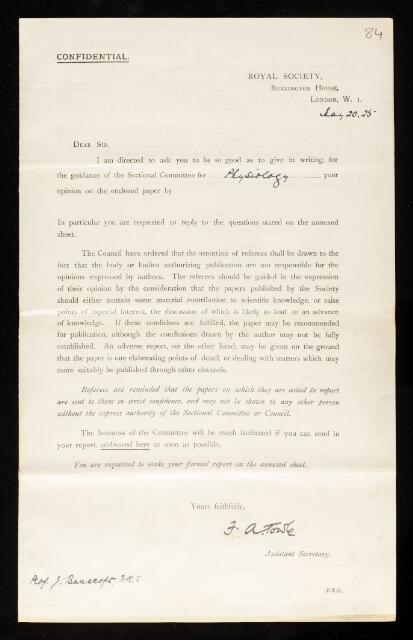 84
CONFIDENTIAL.
ROYAL SOCIETY,
BURLINGTON HOUSE,
LONDON, W. 1.
May 20. 25
DEAR SIR,
I am directed to ask you to be so good as to give in writing, for
the guidance of the Sectional Committee for Physiology your
opinion on the enclosed paper by
In particular you are requested to reply to the questions stated on the annexed
sheet.
The Council have ordered that the attention of referees shall be drawn to the
fact that the body or bodies authorizing publication are not responsible for the
opinions expressed by authors. The referees should be guided in the expression
of their opinion by the consideration that the papers published by the Society
should either contain some material contribution to scientific knowledge, or raise
points of especial interest, the discussion of which is likely to lead to an advance
of knowledge. If these conditions are fulfilled, the paper may be recommended
for publication, although the conclusions drawn by the author may not be fully
established. An adverse report, on the other hand, may be given on the ground
that the paper is one elaborating points of detail, or dealing with matters which may
more suitably be published through other channels.
Referees are reminded that the papers on which they are asked to report
are sent to them in strict confidence, and may not be shown to any other person
without the express authority of the Sectional Committee or Council.
The business of the Committee will be much facilitated if you can send in
your report, addressed here as soon as possible.
You are requested to make your formal report on the annexed sheet.
Yours faithfully,
F. A. Towle
Assistant Secretary.
Prof. J. Barcroft, F.R.S.
[P.T.O.